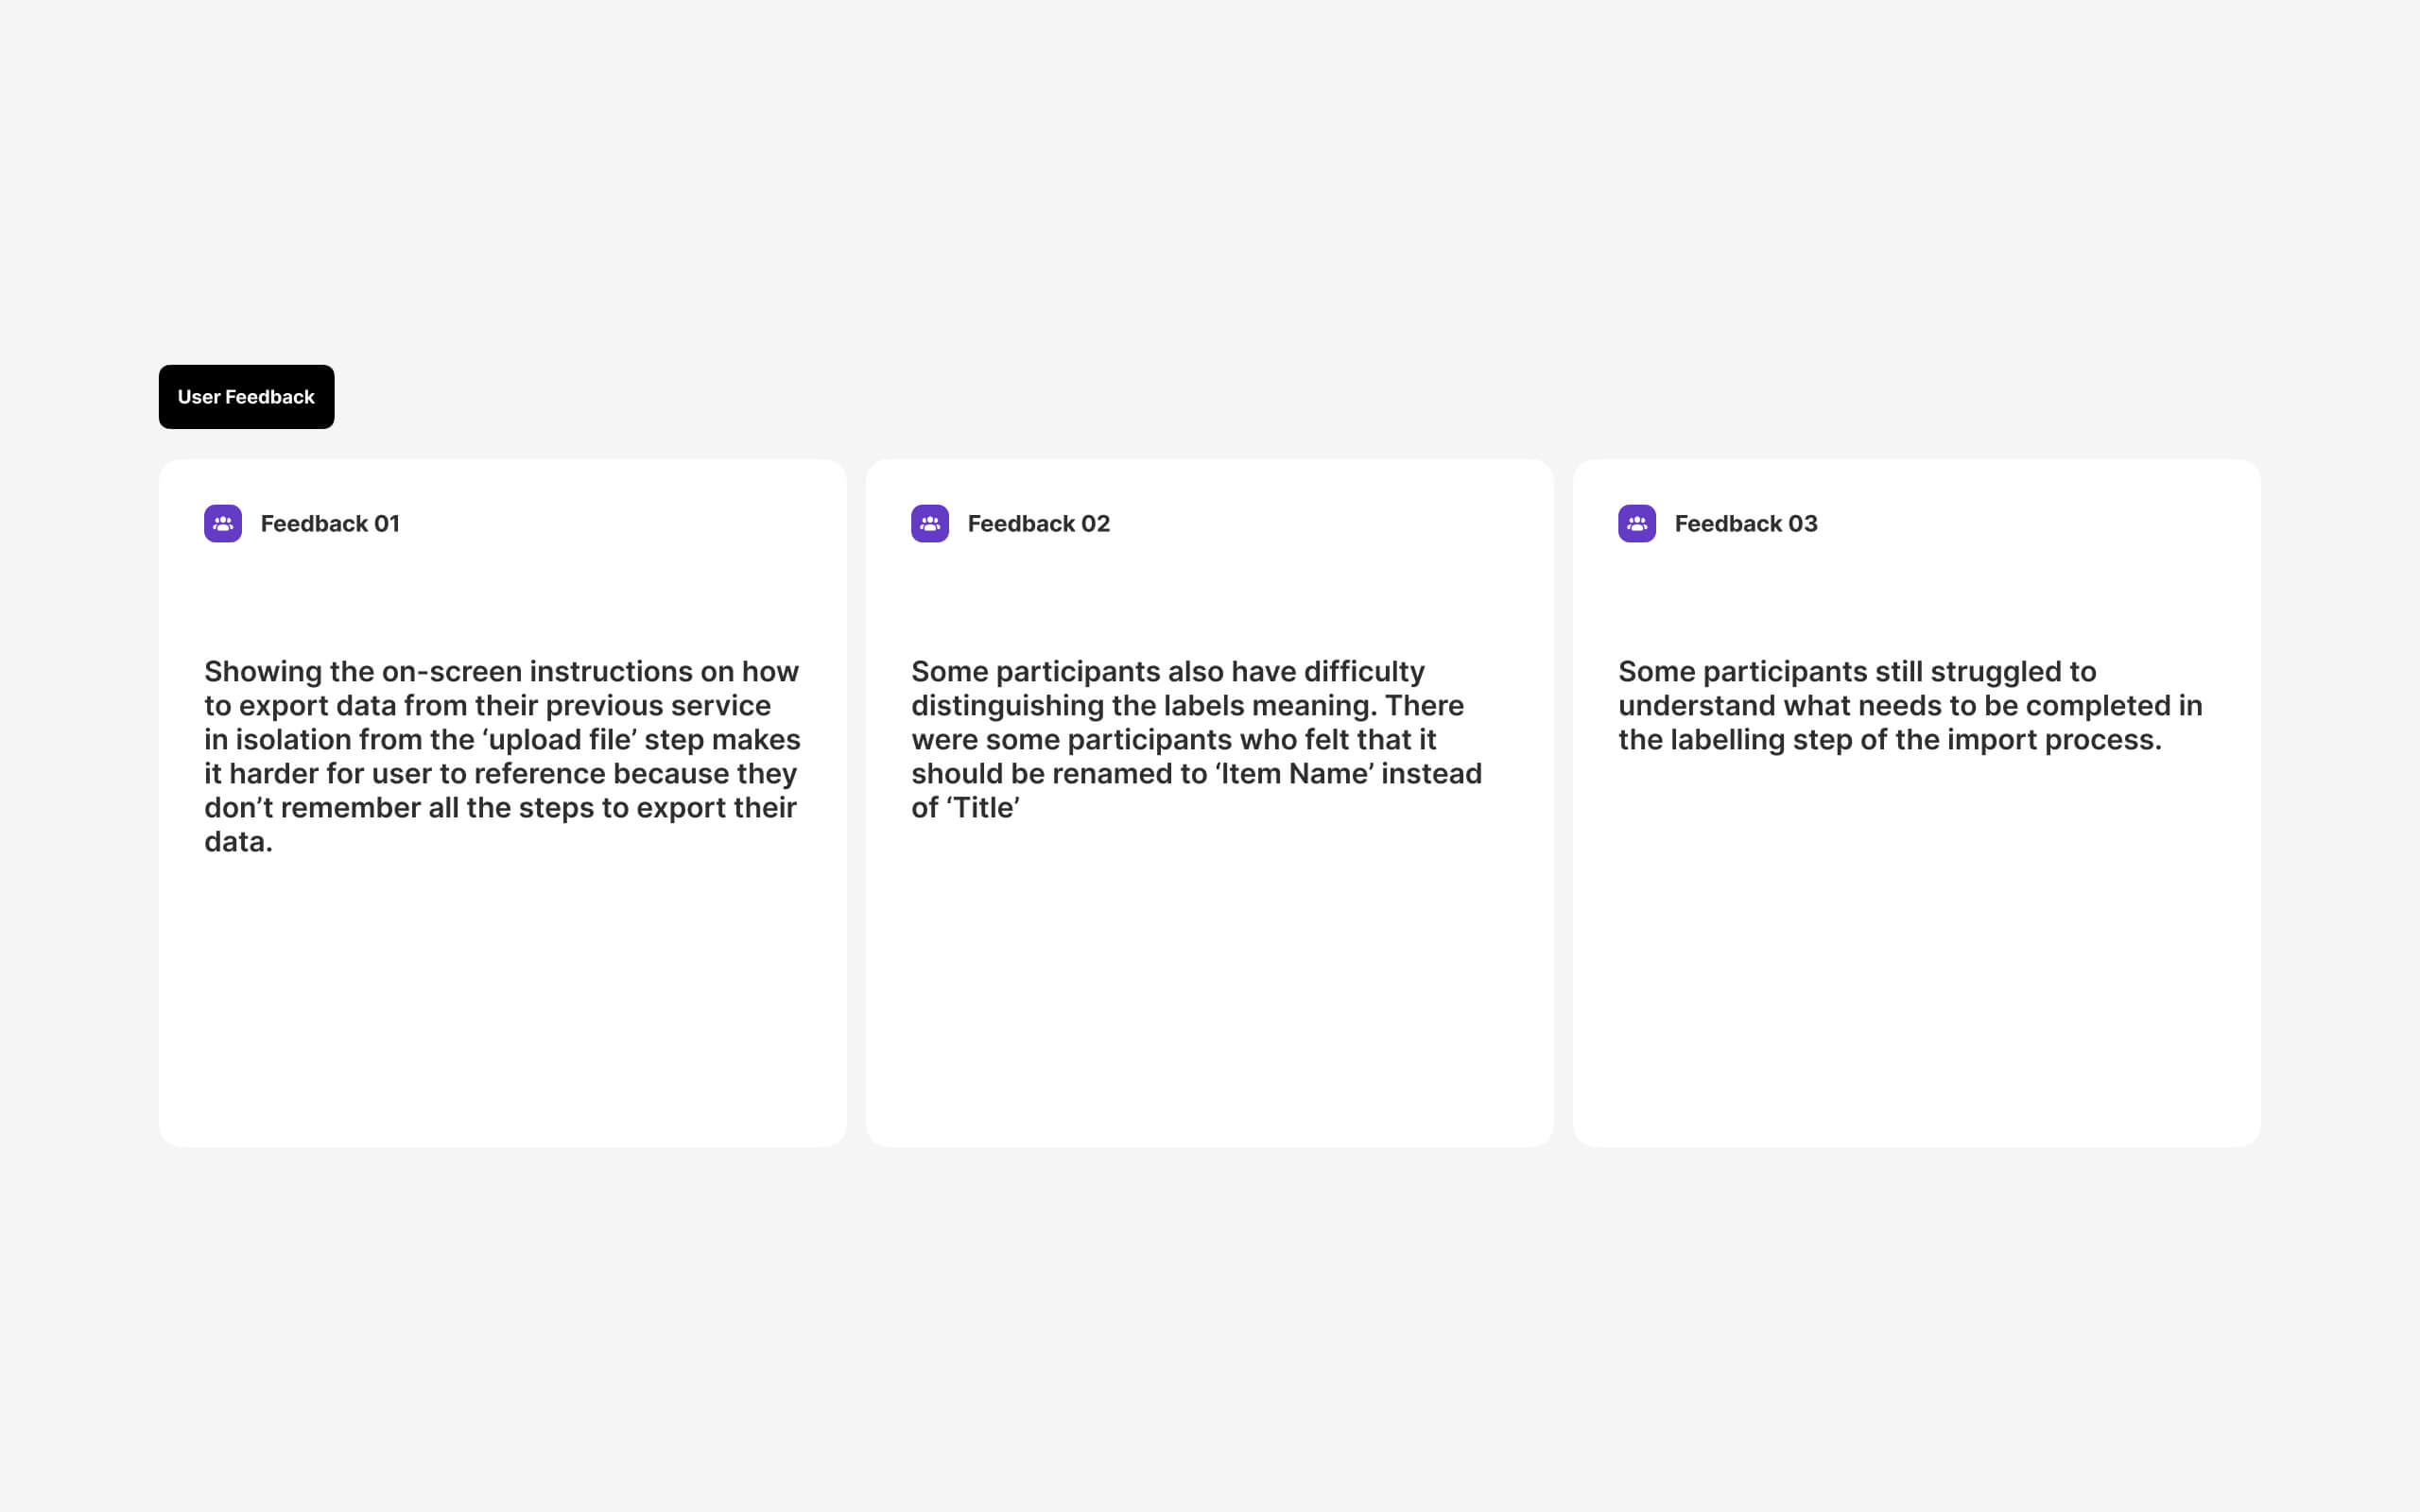 User Feedback
Feedback 01
Showing the on-screen instructions on how
to export data from their previous service
in isolation from the ‘upload file’ step makes
it harder for user to reference because they
don’t remember all the steps to export their
data.
Feedback 02
Some participants also have difficulty
distinguishing the labels meaning. There
were some participants who felt that it
should be renamed to ‘Item Name’ instead
of ‘Title’
Feedback 03
Some participants still struggled to
understand what needs to be completed in
the labelling step of the import process.